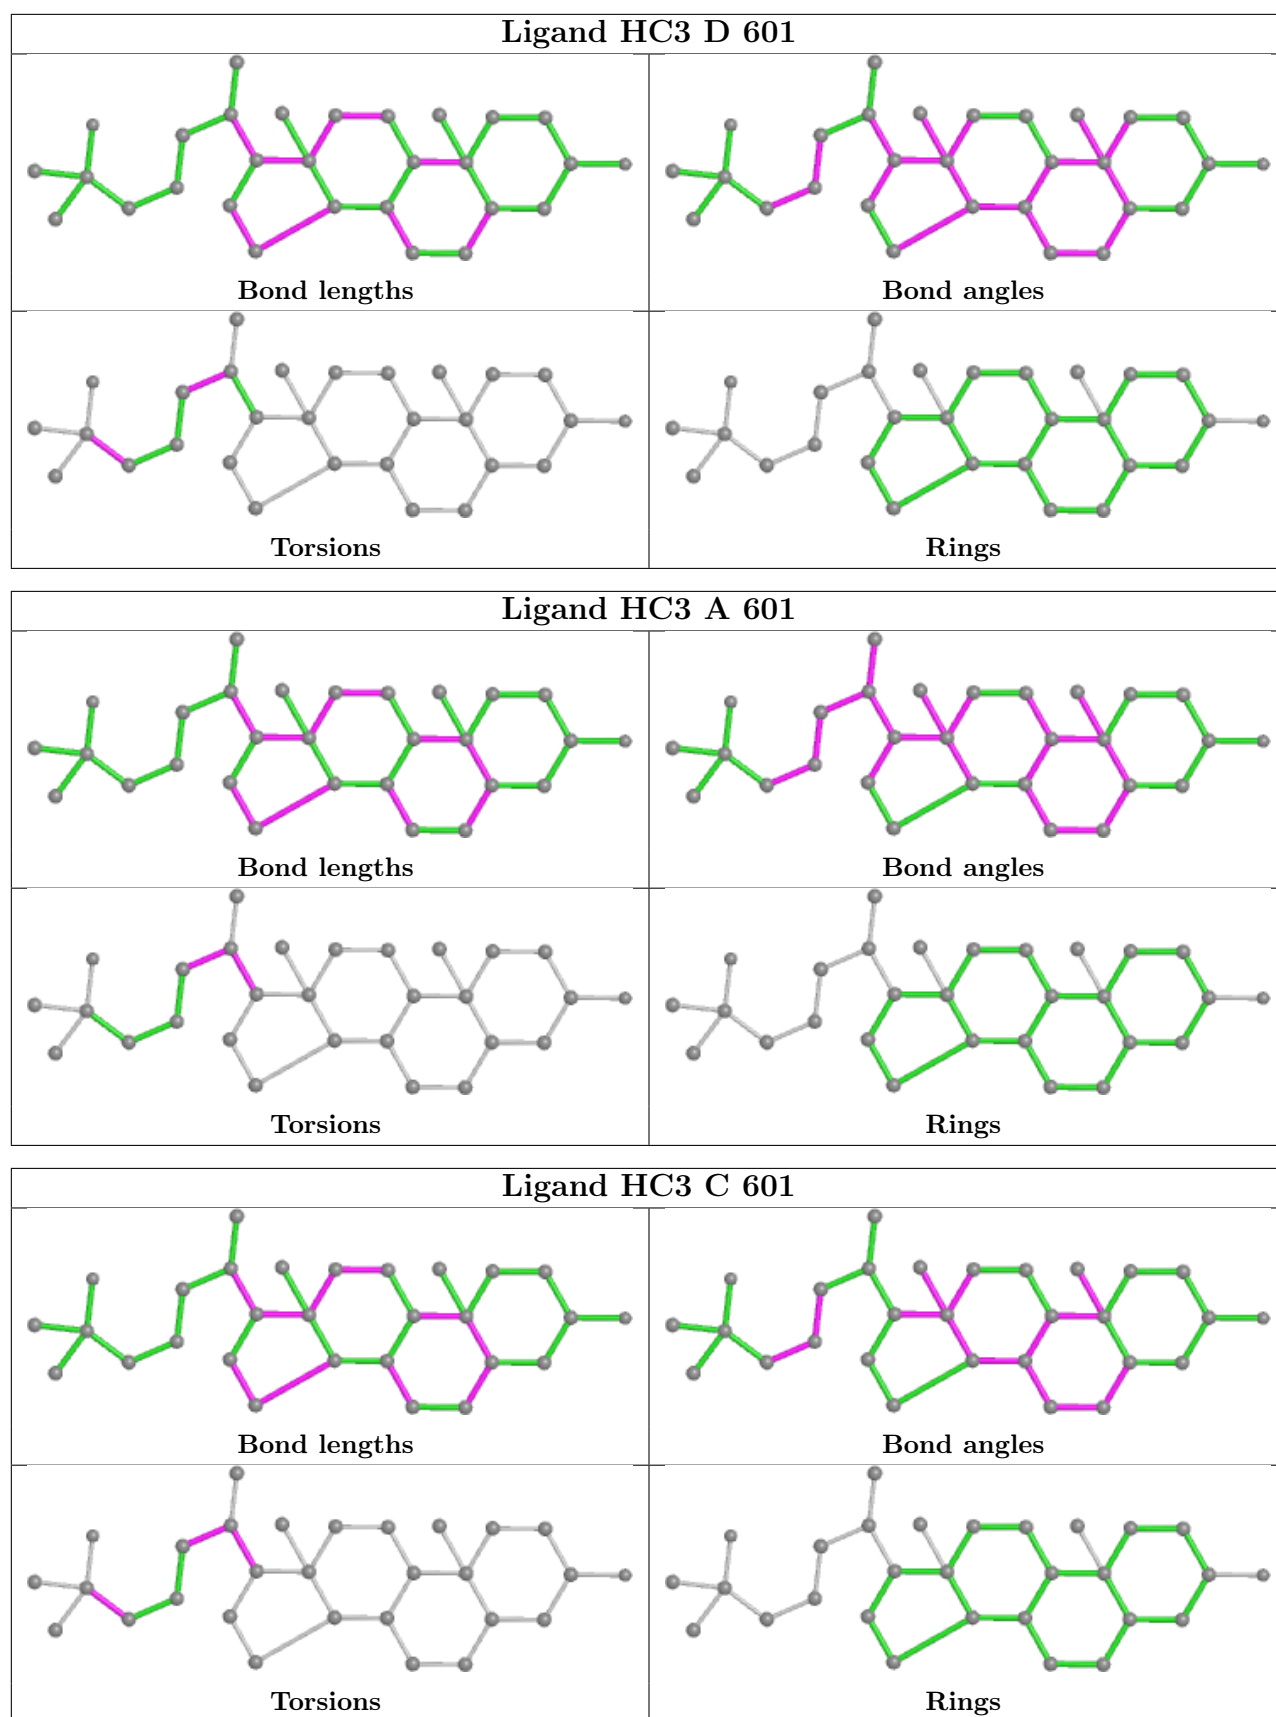 Ligand HC3 D 601
Bond lengths
Bond angles
Torsions
Rings
Ligand HC3 A 601
Bond lengths
Bond angles
Torsions
Rings
Ligand HC3 C 601
Bond lengths
Bond angles
Torsions
Rings